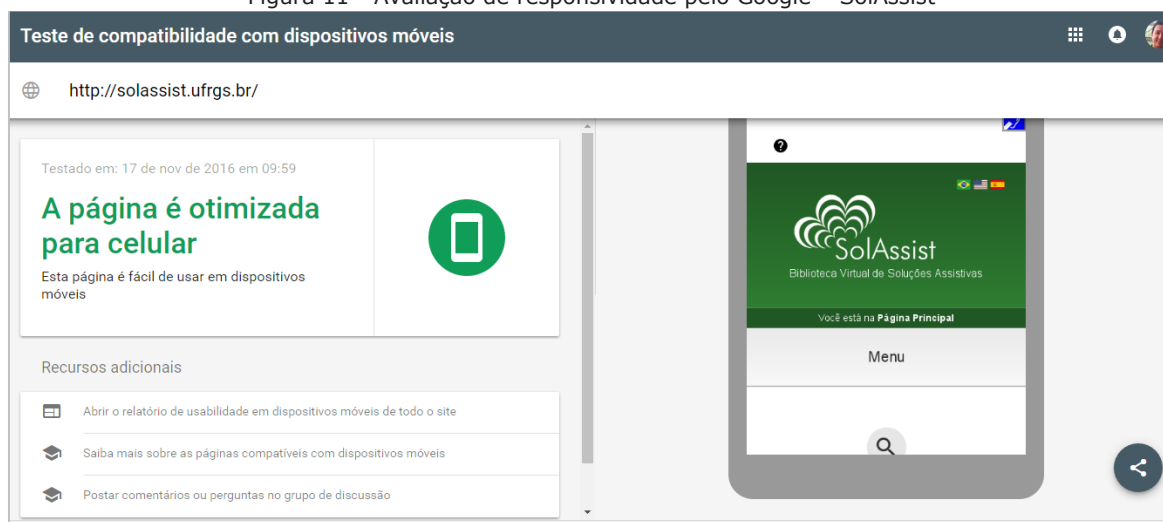 Figura 11 - Avaliação de responsividade pelo Google - SolAssist
Teste de compatibilidade com dispositivos móveis
http://solassist.ufrgs.br/
Testado em: 17 de nov de 2016 em 09:59
A página é otimizada
para celular
Esta página é fácil de usar em dispositivos
móveis
Recursos adicionais
Abrir o relatório de usabilidade em dispositivos móveis de todo o site
Saiba mais sobre as páginas compatíveis com dispositivos móveis
Postar comentários ou perguntas no grupo de discussão
SolAssist
Biblioteca Virtual de Soluções Assistivas
Você está na Página Principal
Menu